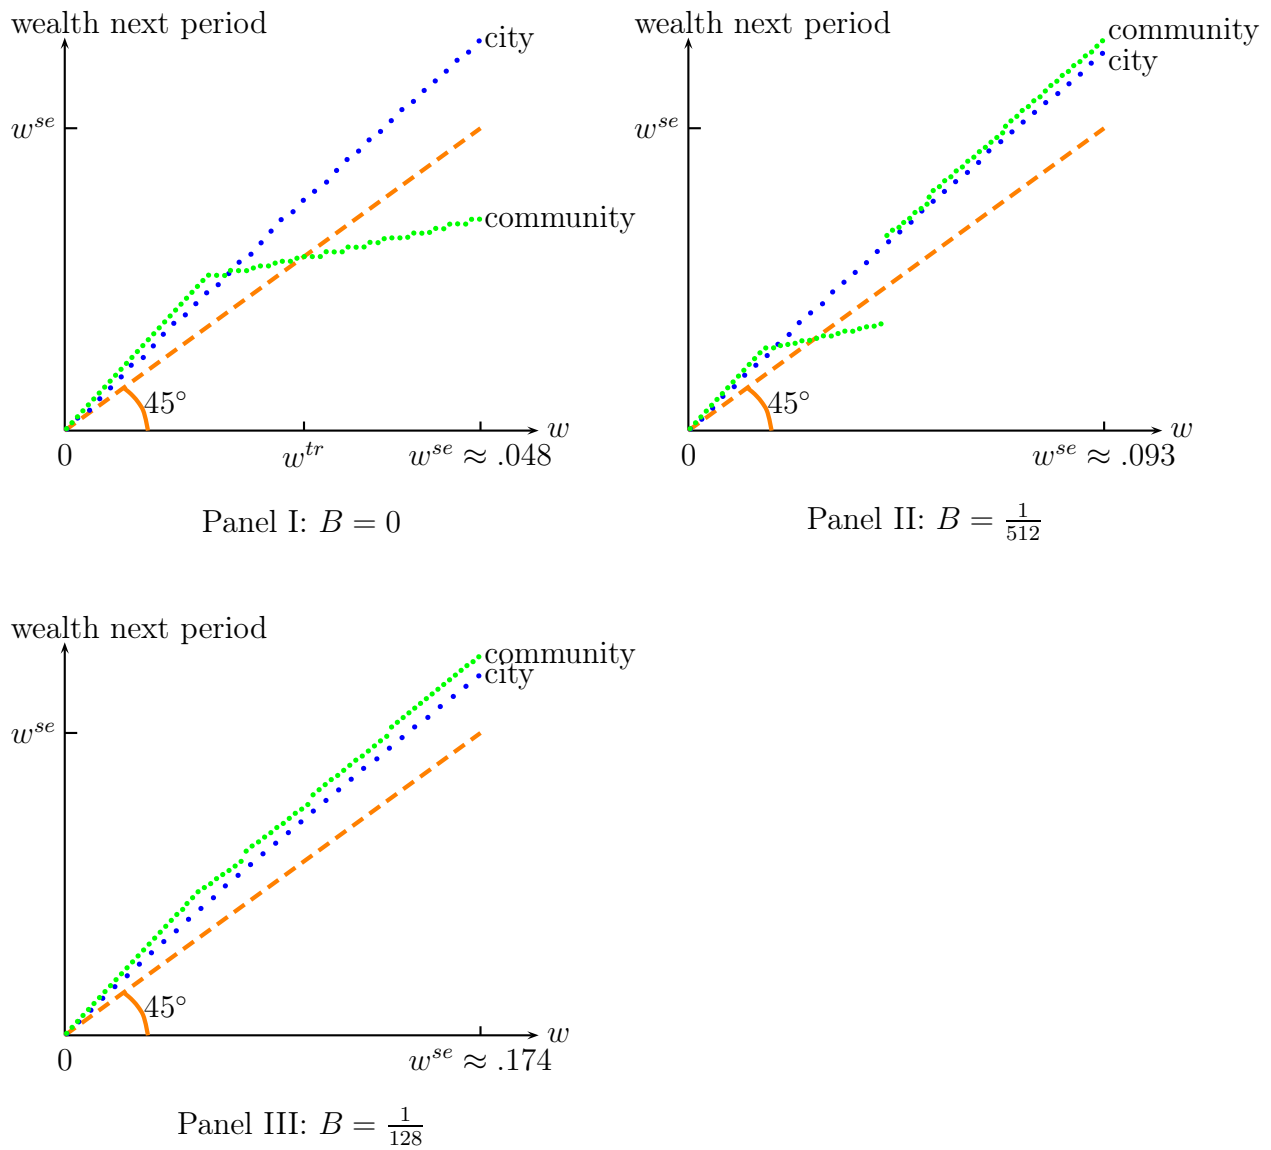 wealth next period
city
w^{se}
community
45°
w
0
w^{tr}
w^{se} ≈ .048
Panel I: B = 0
wealth next period
community
city
w^{se}
45°
w
0
w^{se} ≈ .093
Panel II: B = \frac{1}{512}
wealth next period
community
city
w^{se}
45°
w
0
w^{se} ≈ .174
Panel III: B = \frac{1}{128}